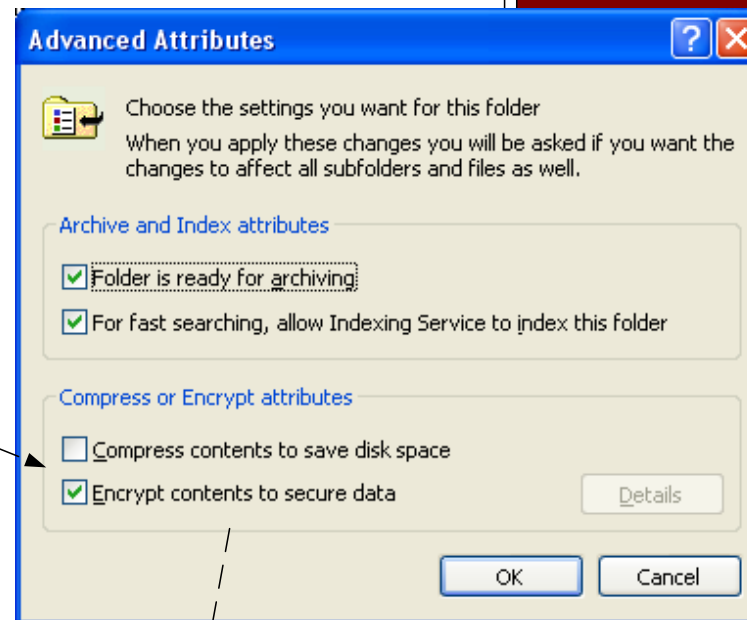 Advanced Attributes
Choose the settings you want for this folder
When you apply these changes you will be asked if you want the
changes to affect all subfolders and files as well.
Archive and Index attributes
Folder is ready for archiving
For fast searching, allow Indexing Service to index this folder
Compress or Encrypt attributes
Compress contents to save disk space
Encrypt contents to secure data
Details
OK
Cancel